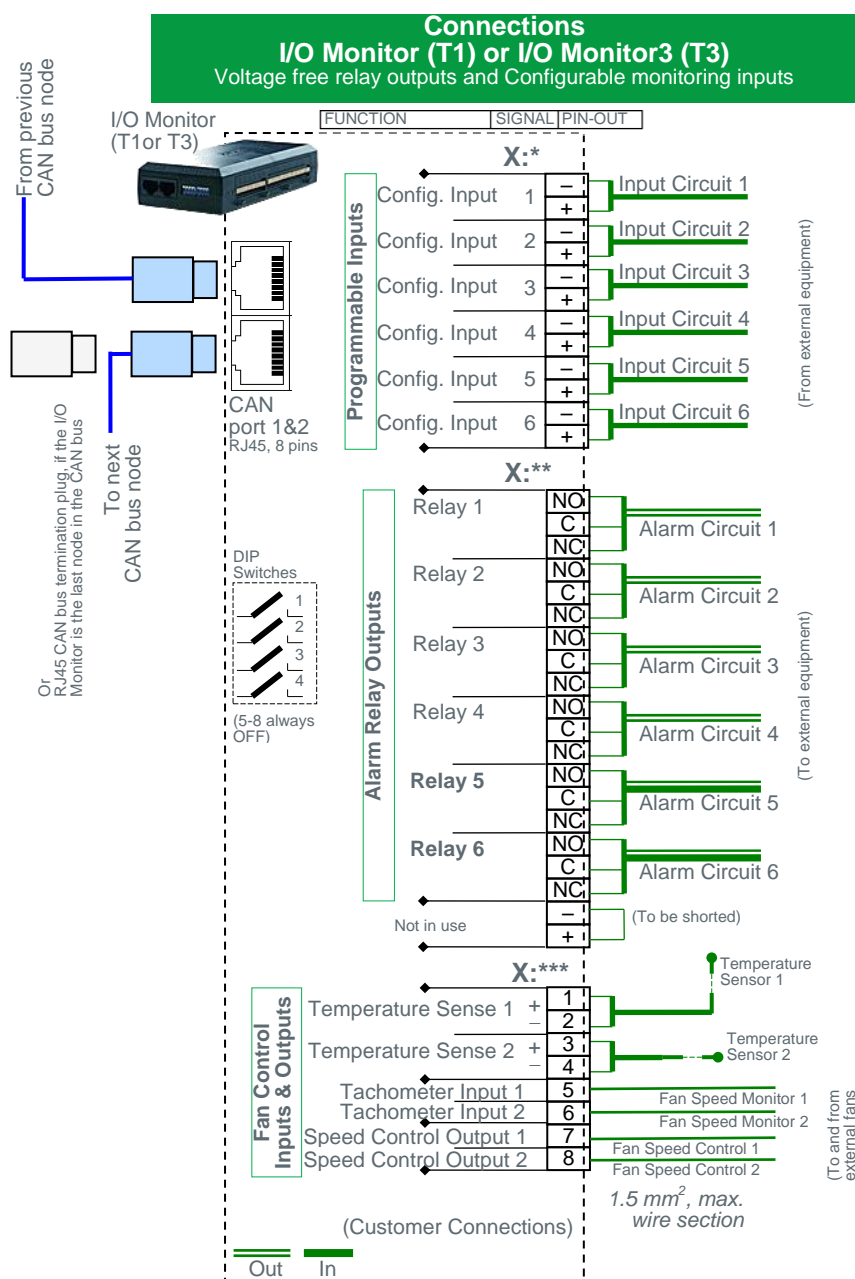 Connections
I/O Monitor (T1) or I/O Monitor3 (T3)
Voltage free relay outputs and Configurable monitoring inputs
From previous
CAN bus node
I/O Monitor
(T1or T3)
FUNCTION
SIGNAL
PIN-OUT
X:*
Programmable Inputs
Config. Input 1
–
+
Input Circuit 1
Config. Input 2
–
+
Input Circuit 2
Config. Input 3
–
+
Input Circuit 3
Config. Input 4
–
+
Input Circuit 4
Config. Input 5
–
+
Input Circuit 5
Config. Input 6
–
+
Input Circuit 6
(From external equipment)
CAN
port 1&2
RJ45, 8 pins
Or
RJ45 CAN bus termination plug, if the I/O
Monitor is the last node in the CAN bus
To next
CAN bus node
DIP
Switches
1
2
3
4
(5-8 always
OFF)
X:**
Alarm Relay Outputs
Relay 1
NO
C
NC
Alarm Circuit 1
Relay 2
NO
C
NC
Alarm Circuit 2
Relay 3
NO
C
NC
Alarm Circuit 3
Relay 4
NO
C
NC
Alarm Circuit 4
Relay 5
NO
C
NC
Alarm Circuit 5
Relay 6
NO
C
NC
Alarm Circuit 6
(To external equipment)
Not in use
–
+
(To be shorted)
X:***
Fan Control
Inputs & Outputs
Temperature Sense 1 +
–
1
2
Temperature
Sensor 1
Temperature Sense 2 +
–
3
4
Temperature
Sensor 2
Tachometer Input 1
5
Fan Speed Monitor 1
Tachometer Input 2
6
Fan Speed Monitor 2
Speed Control Output 1
7
Fan Speed Control 1
Speed Control Output 2
8
Fan Speed Control 2
(To and from
external fans
1.5 mm², max.
wire section
(Customer Connections)
Out
In